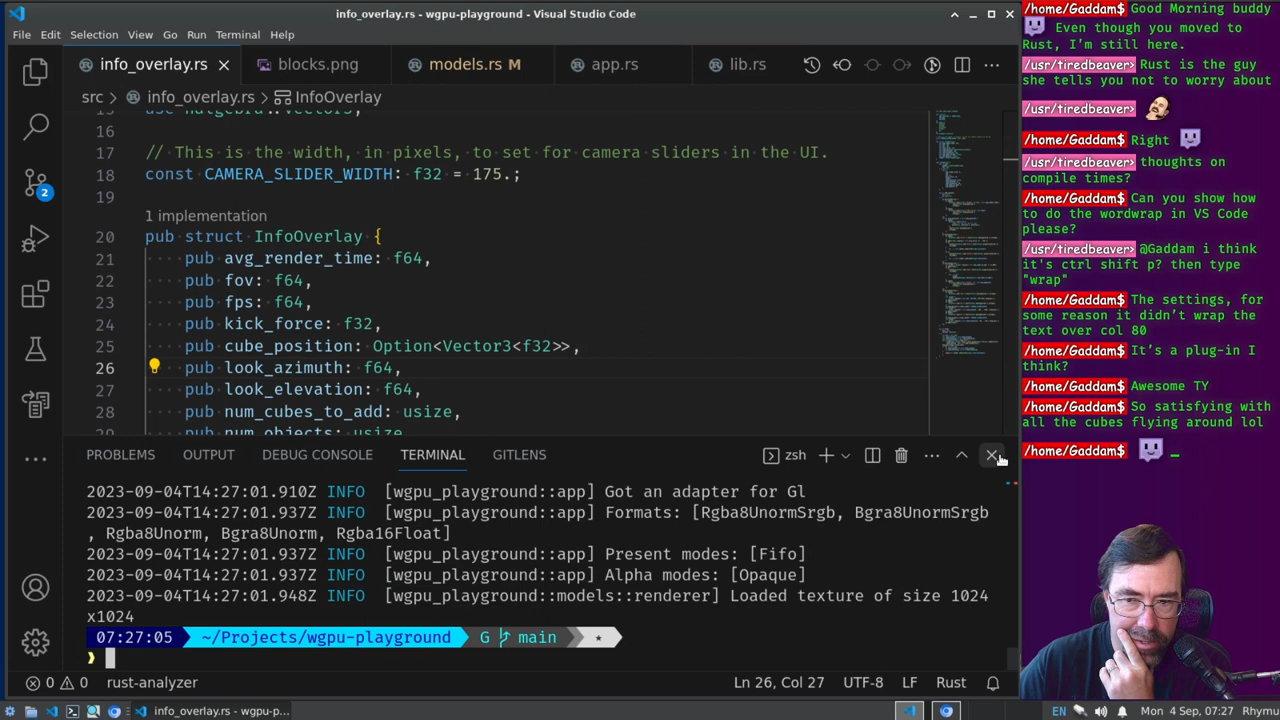 info_overlay.rs - wgpu-playground - Visual Studio Code
File Edit Selection View Go Run Terminal Help
info_overlay.rs blocks.png models.rs M app.rs lib.rs
src info_overlay.rs InfoOverlay
16
17 // This is the width, in pixels, to set for camera sliders in the UI.
18 const CAMERA_SLIDER_WIDTH: f32 = 175.;
19
1 implementation
20 pub struct InfoOverlay {
21 pub avg_render_time: f64,
22 pub fov: f64,
23 pub fps:
24 pub kick_force: f32,
25 pub cube_position: Option<Vector3<f32>>,
26 pub look_azimuth: f64,
27 pub look_elevation: f64,
28 pub num_cubes_to_add: usize,
pub num_objects: usize,
PROBLEMS OUTPUT DEBUG CONSOLE TERMINAL GITLENS zsh
2023-09-04T14:27:01.910Z INFO [wgpu_playground::app] Got an adapter for Gl
2023-09-04T14:27:01.937Z INFO [wgpu_playground::app] Formats: [Rgba8UnormSrgb, Bgra8UnormSrgb
, Rgba8Unorm, Bgra8Unorm, Rgba16Float]
2023-09-04T14:27:01.937Z INFO [wgpu_playground::app] Present modes: [Fifo]
2023-09-04T14:27:01.937Z INFO [wgpu_playground::app] Alpha modes: [Opaque]
2023-09-04T14:27:01.948Z INFO [wgpu_playground::models::renderer] Loaded texture of size 1024
x1024
07:27:05 ~/Projects/wgpu-playground G main
2
0 0 rust-analyzer Ln 26, Col 27 UTF-8 LF Rust
info_overlay.rs - wgpu-p... EN Mon 4 Sep, 07:27 Rhymu
/home/Gaddam$ Good Morning buddy
Even though you moved to
Rust, I'm still here.
/usr/tiredbeaver> Rust is the guy
she tells you not to worry about
/usr/tiredbeaver>
/home/Gaddam$ Right
/usr/tiredbeaver> thoughts on
compile times?
/home/Gaddam$ Can you show how
to do the wordwrap in VS Code
please?
/usr/tiredbeaver> @Gaddam i think
it's ctrl shift p? then type
"wrap"
/home/Gaddam$ The settings, for
some reason it didn't wrap the
text over col 80
/home/Gaddam$ It's a plug-in I
think?
/home/Gaddam$ Awesome TY
/home/Gaddam$ So satisfying with
all the cubes flying around lol
/home/Gaddam$